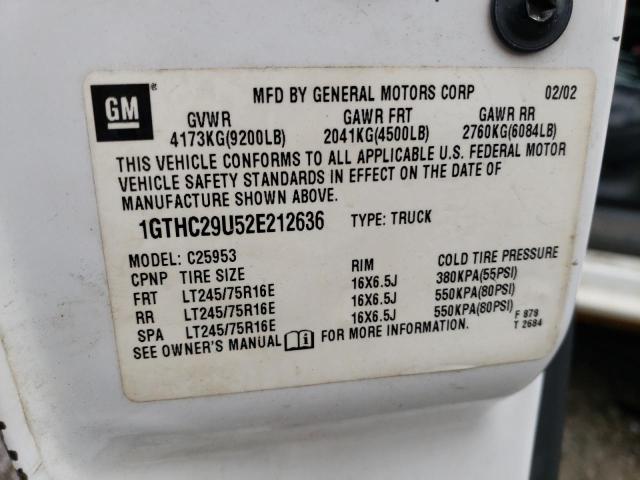 GM
®
MFD BY GENERAL MOTORS CORP 02/02
GVWR GAWR FRT GAWR RR
4173KG(9200LB) 2041KG(4500LB) 2760KG(6084LB)
THIS VEHICLE CONFORMS TO ALL APPLICABLE U.S. FEDERAL MOTOR
VEHICLE SAFETY STANDARDS IN EFFECT ON THE DATE OF
MANUFACTURE SHOWN ABOVE.
1GTHC29U52E212636 TYPE: TRUCK
MODEL: C25953
CPNP TIRE SIZE RIM COLD TIRE PRESSURE
FRT LT245/75R16E 16X6.5J 380KPA(55PSI)
RR LT245/75R16E 16X6.5J 550KPA(80PSI)
SPA LT245/75R16E 16X6.5J 550KPA(80PSI)
SEE OWNER'S MANUAL FOR MORE INFORMATION.
F 979
T 2684